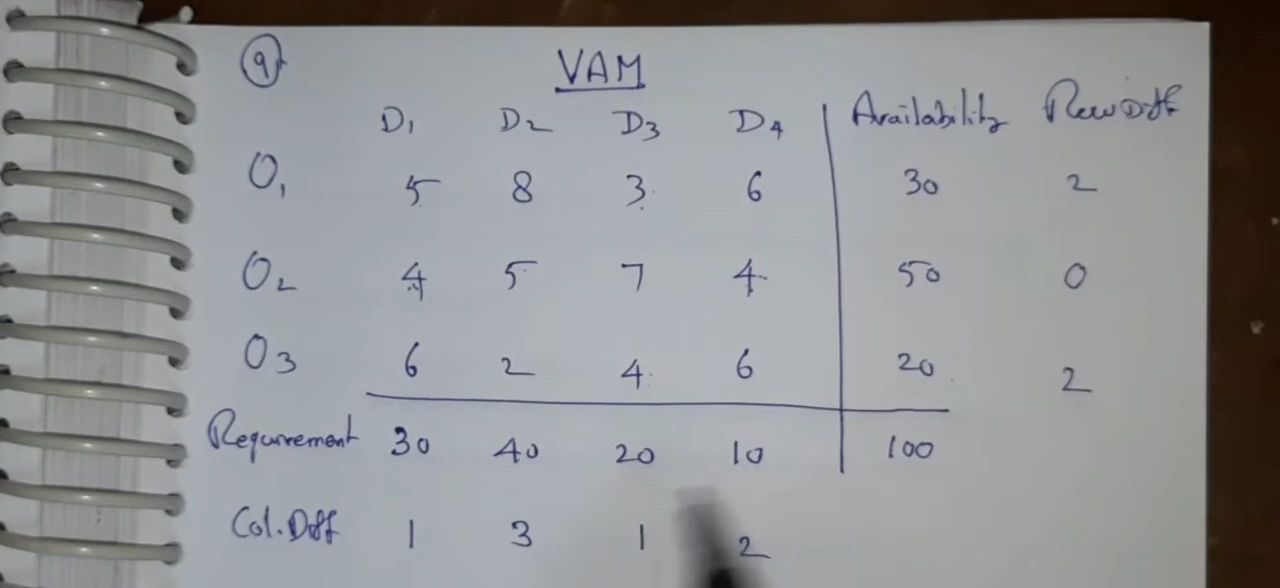 9) VAM
D1 D2 D3 D4 Availability Row Diff
O1 5 8 3 6 30 2
O2 4 5 7 4 50 0
O3 6 2 4 6 20 2
Requirement 30 40 20 10 100
Col. Diff 1 3 1 2